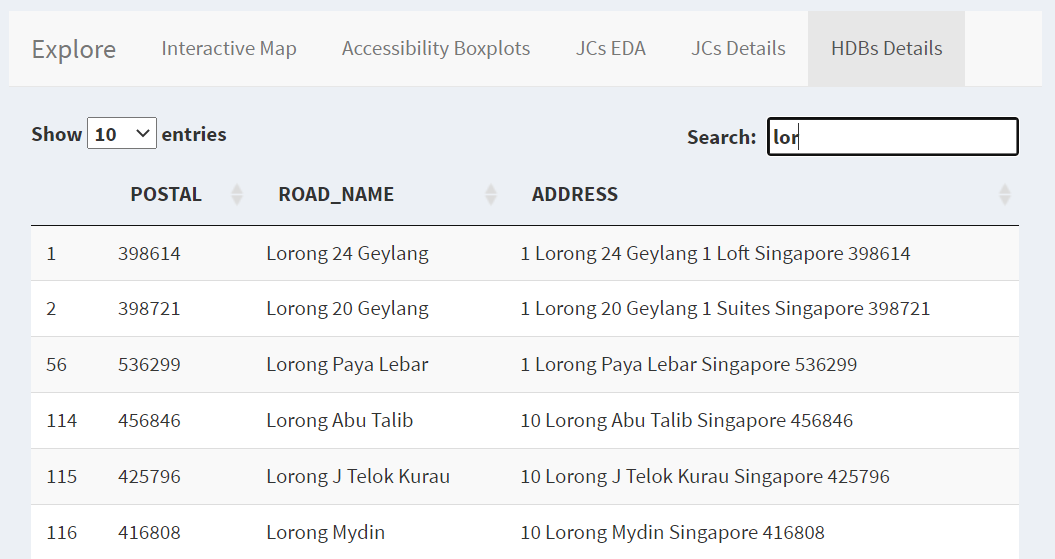 Explore Interactive Map Accessibility Boxplots JCs EDA JCs Details HDBs Details
Show 10 entries Search: lor
POSTAL ROAD_NAME ADDRESS
1 398614 Lorong 24 Geylang 1 Lorong 24 Geylang 1 Loft Singapore 398614
2 398721 Lorong 20 Geylang 1 Lorong 20 Geylang 1 Suites Singapore 398721
56 536299 Lorong Paya Lebar 1 Lorong Paya Lebar Singapore 536299
114 456846 Lorong Abu Talib 10 Lorong Abu Talib Singapore 456846
115 425796 Lorong J Telok Kurau 10 Lorong J Telok Kurau Singapore 425796
116 416808 Lorong Mydin 10 Lorong Mydin Singapore 416808